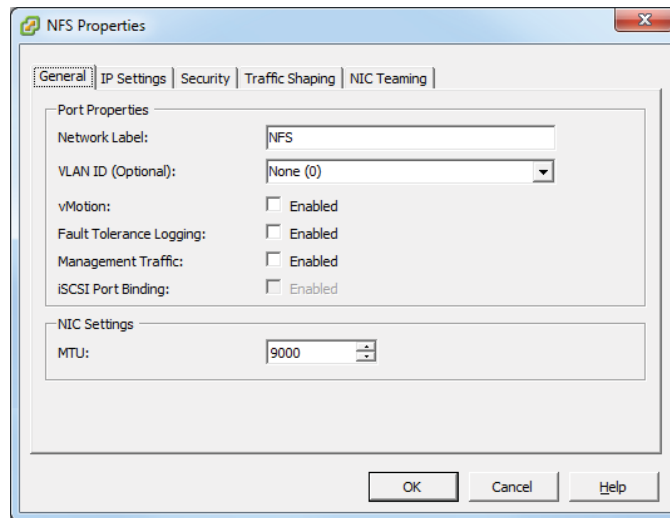 NFS Properties
General IP Settings Security Traffic Shaping NIC Teaming
Port Properties
Network Label: NFS
VLAN ID (Optional): None (0)
vMotion: Enabled
Fault Tolerance Logging: Enabled
Management Traffic: Enabled
iSCSI Port Binding: Enabled
NIC Settings
MTU: 9000
OK Cancel Help